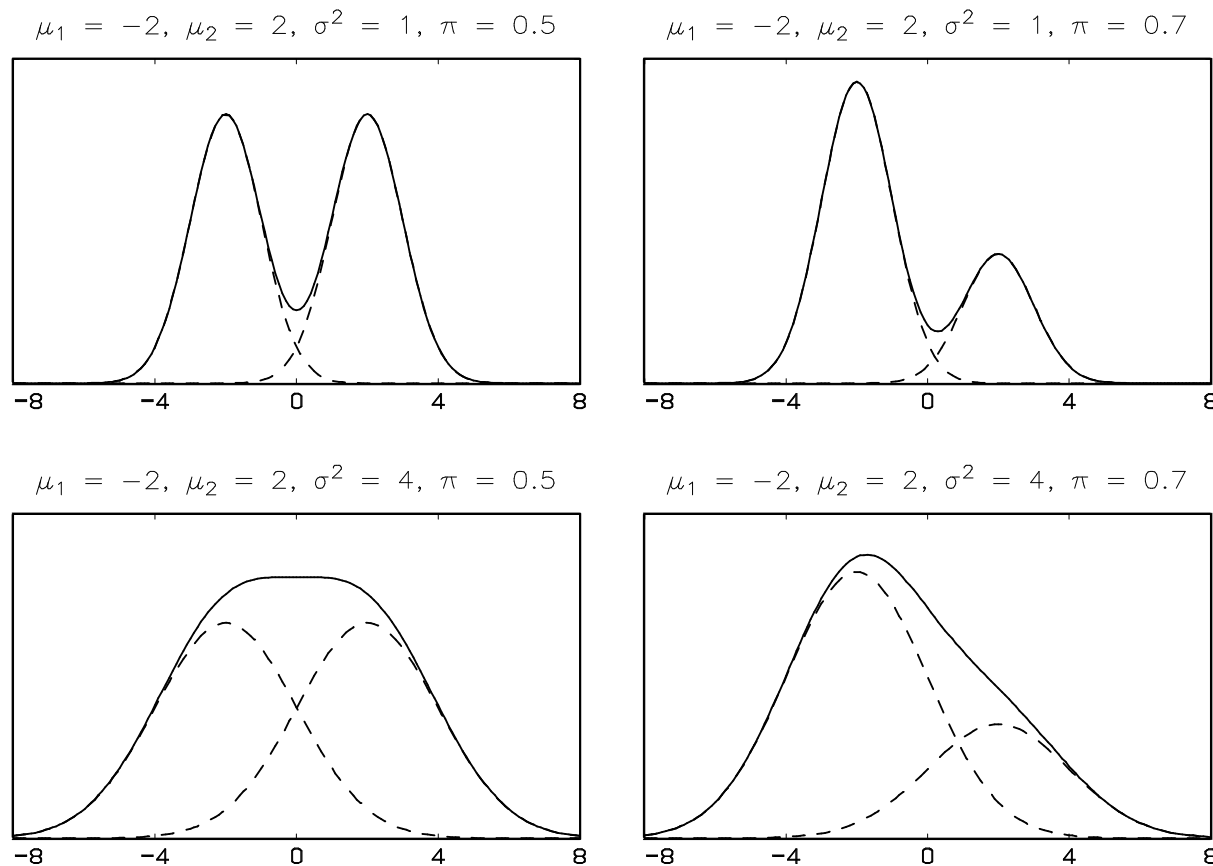 μ₁ = −2, μ₂ = 2, σ² = 1, π = 0.5
−8 −4 0 4 8
μ₁ = −2, μ₂ = 2, σ² = 1, π = 0.7
−8 −4 0 4 8
μ₁ = −2, μ₂ = 2, σ² = 4, π = 0.5
−8 −4 0 4 8
μ₁ = −2, μ₂ = 2, σ² = 4, π = 0.7
−8 −4 0 4 8